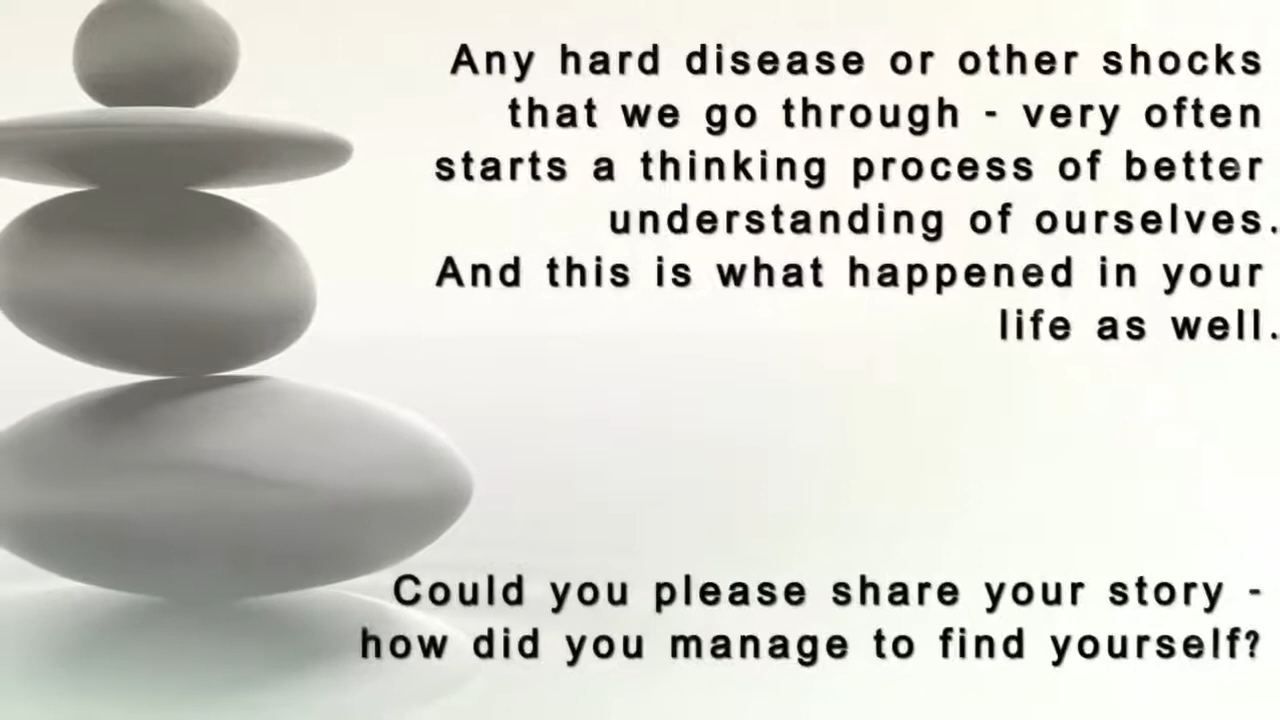 Any hard disease or other shocks
that we go through - very often
starts a thinking process of better
understanding of ourselves.
And this is what happened in your
life as well.
Could you please share your story -
how did you manage to find yourself?